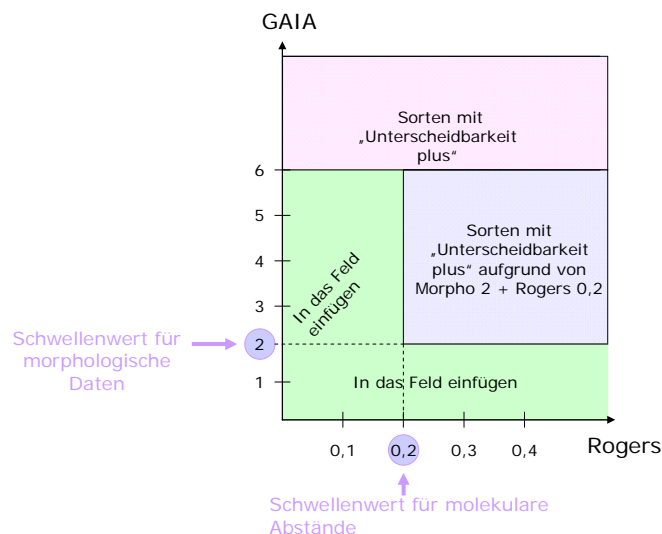 GAIA
Sorten mit
„Unterscheidbarkeit
plus“
6
5
4
3
2
1
Sorten mit
„Unterscheidbarkeit
plus“ aufgrund von
Morpho 2 + Rogers 0,2
In das Feld
einfügen
Schwellenwert für
morphologische
Daten
In das Feld einfügen
0,1
0,2
0,3
0,4
Rogers
Schwellenwert für molekulare
Abstände